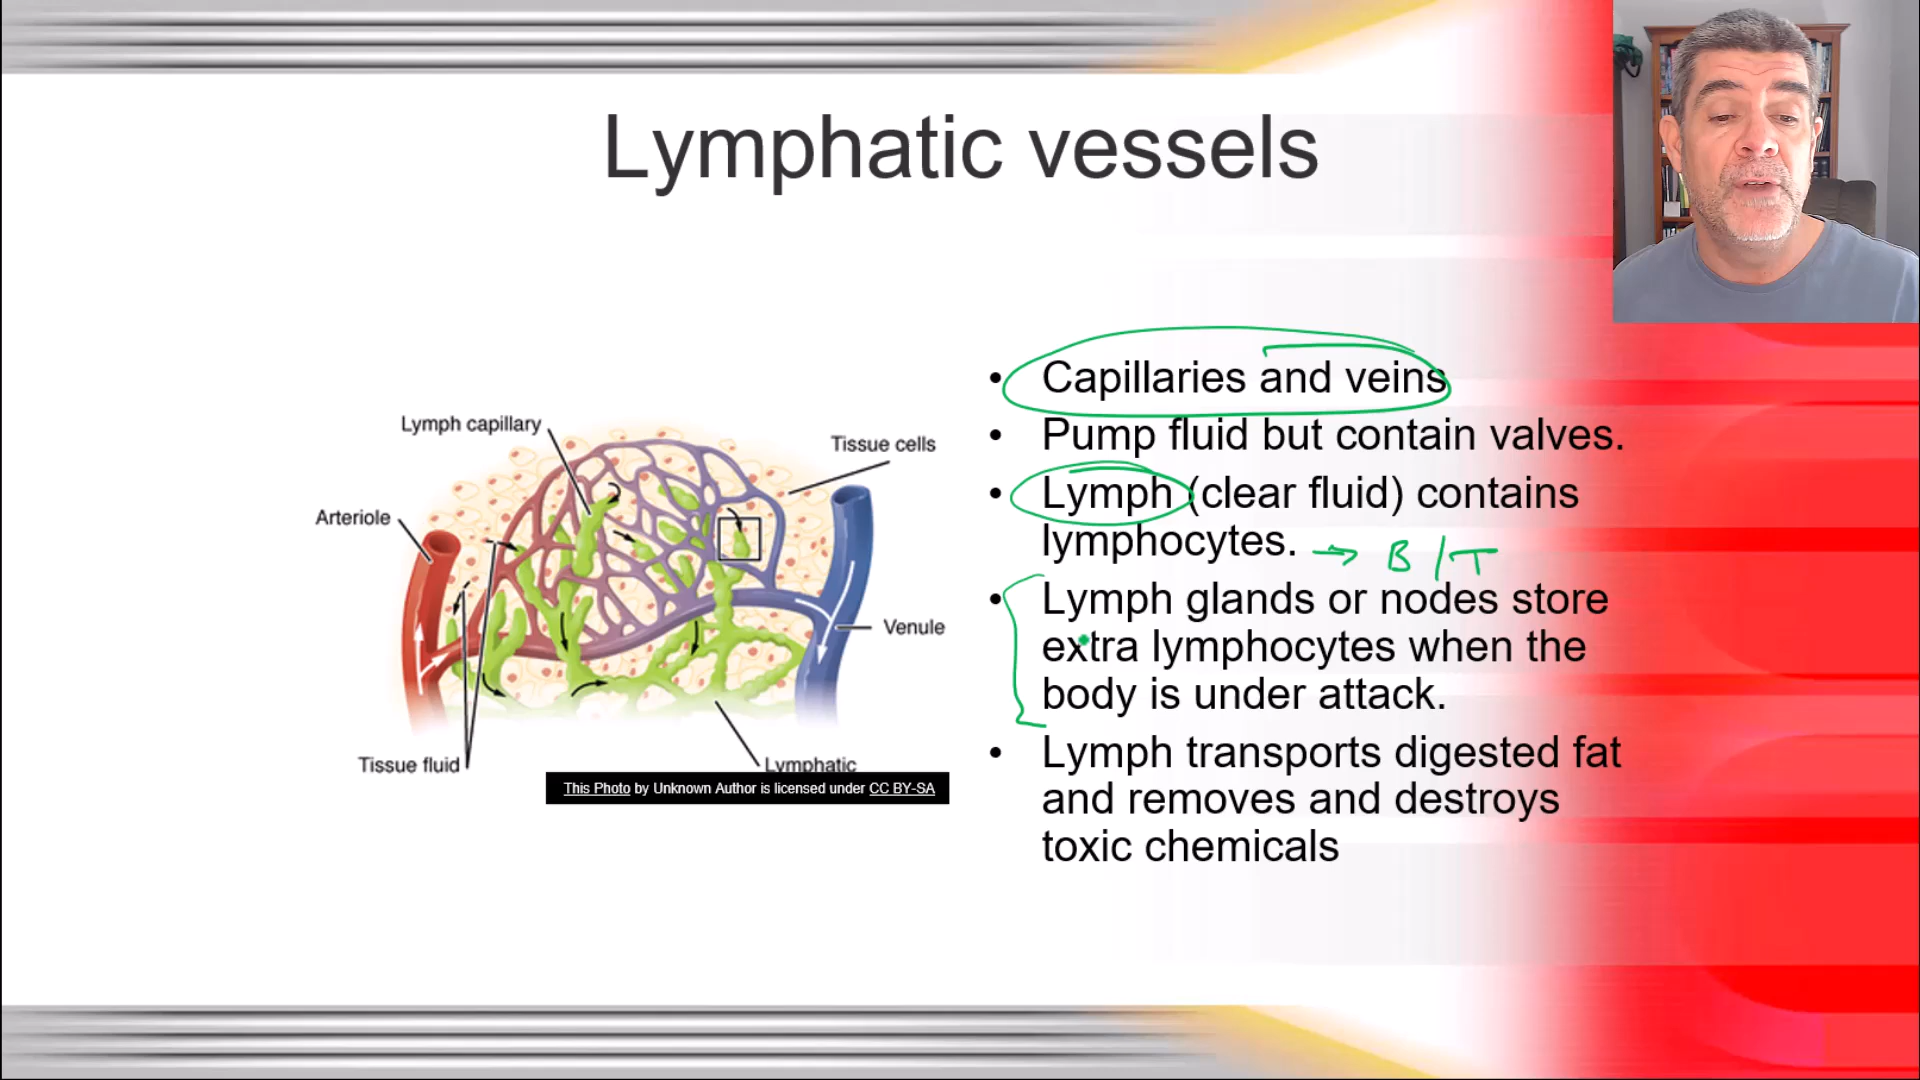 Lymphatic vessels
• Capillaries and veins
• Pump fluid but contain valves.
• Lymph (clear fluid) contains
lymphocytes. → B / T
• Lymph glands or nodes store
extra lymphocytes when the
body is under attack.
• Lymph transports digested fat
and removes and destroys
toxic chemicals
Lymph capillary
Tissue cells
Arteriole
Venule
Tissue fluid
Lymphatic
This Photo by Unknown Author is licensed under CC BY-SA